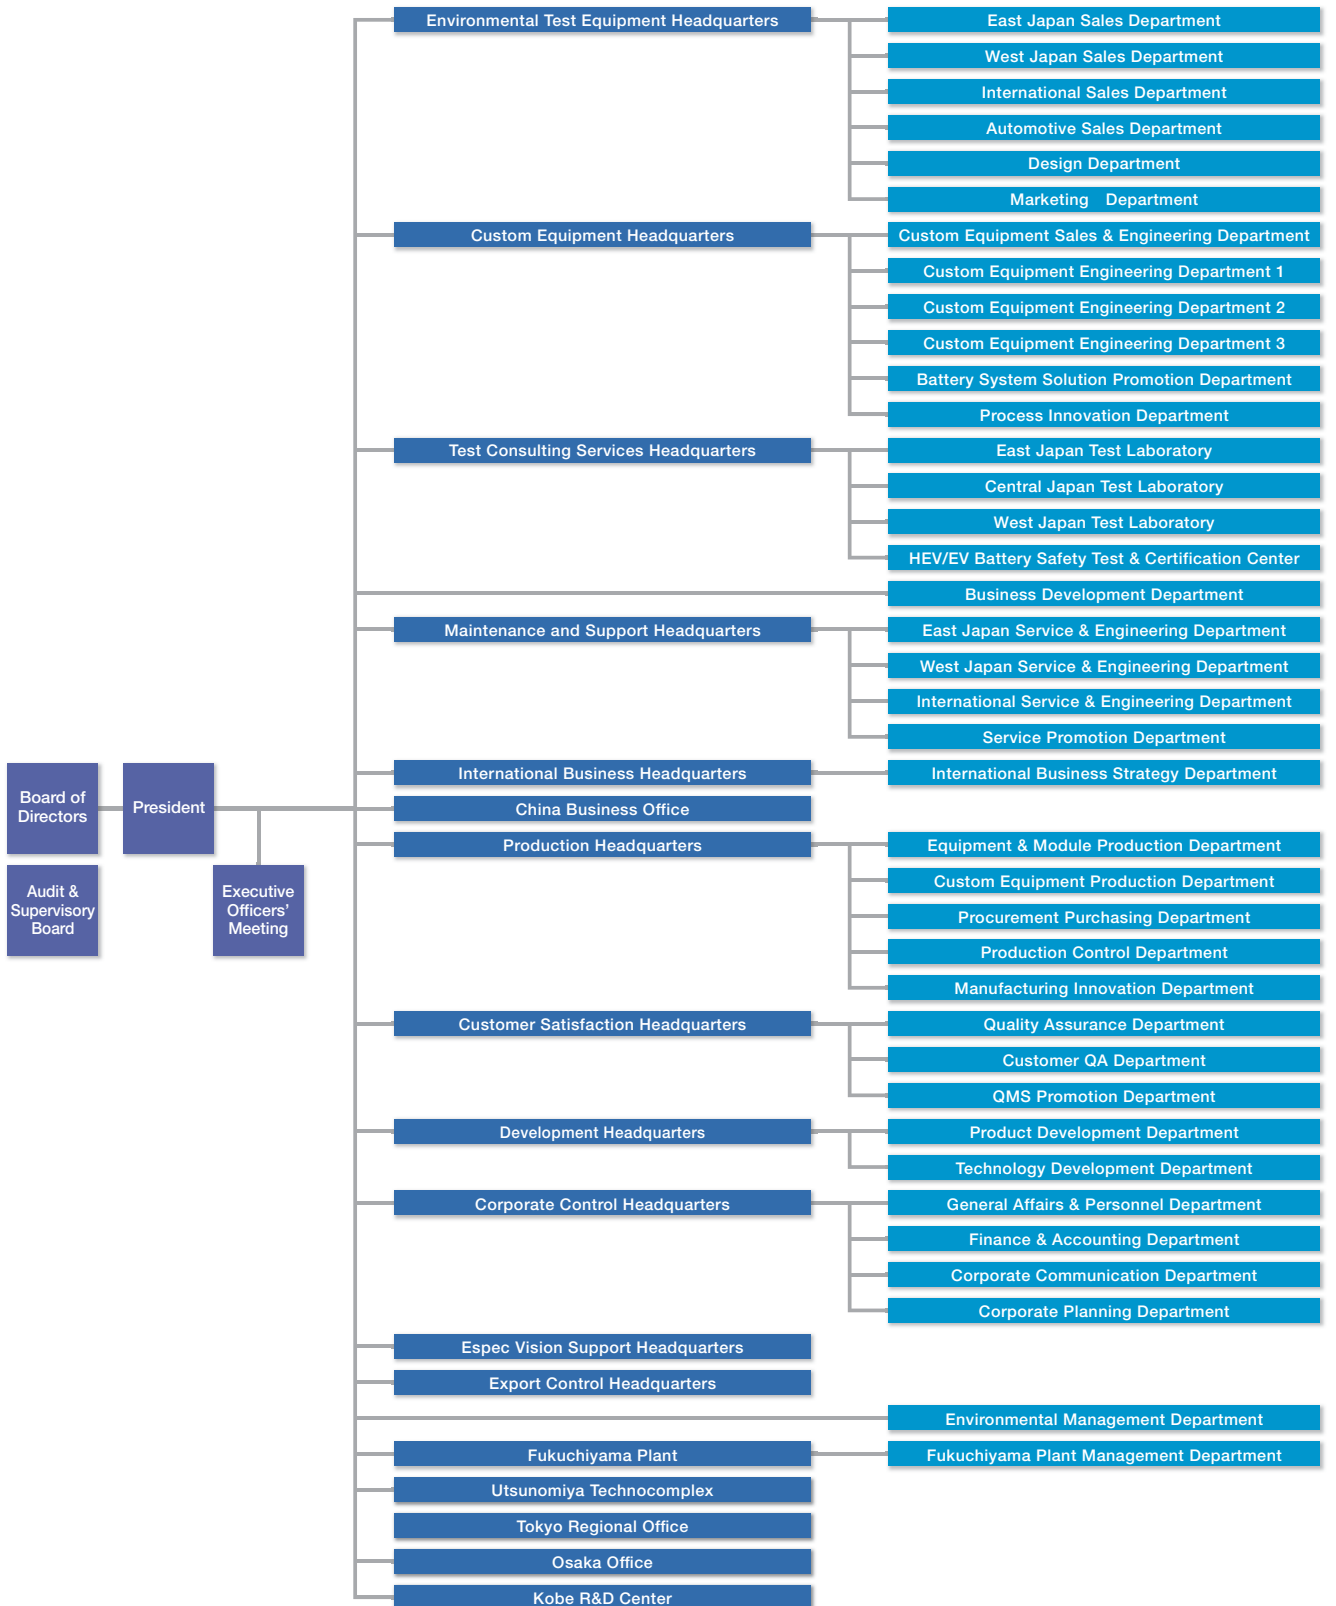 Board of
Directors
President
Audit &
Supervisory
Board
Executive
Officers’
Meeting
Environmental Test Equipment Headquarters
East Japan Sales Department
West Japan Sales Department
International Sales Department
Automotive Sales Department
Design Department
Marketing　Department
Custom Equipment Headquarters
Custom Equipment Sales & Engineering Department
Custom Equipment Engineering Department 1
Custom Equipment Engineering Department 2
Custom Equipment Engineering Department 3
Battery System Solution Promotion Department
Process Innovation Department
Test Consulting Services Headquarters
East Japan Test Laboratory
Central Japan Test Laboratory
West Japan Test Laboratory
HEV/EV Battery Safety Test & Certification Center
Business Development Department
Maintenance and Support Headquarters
East Japan Service & Engineering Department
West Japan Service & Engineering Department
International Service & Engineering Department
Service Promotion Department
International Business Headquarters
International Business Strategy Department
China Business Office
Production Headquarters
Equipment & Module Production Department
Custom Equipment Production Department
Procurement Purchasing Department
Production Control Department
Manufacturing Innovation Department
Customer Satisfaction Headquarters
Quality Assurance Department
Customer QA Department
QMS Promotion Department
Development Headquarters
Product Development Department
Technology Development Department
Corporate Control Headquarters
General Affairs & Personnel Department
Finance & Accounting Department
Corporate Communication Department
Corporate Planning Department
Espec Vision Support Headquarters
Export Control Headquarters
Environmental Management Department
Fukuchiyama Plant
Fukuchiyama Plant Management Department
Utsunomiya Technocomplex
Tokyo Regional Office
Osaka Office
Kobe R&D Center